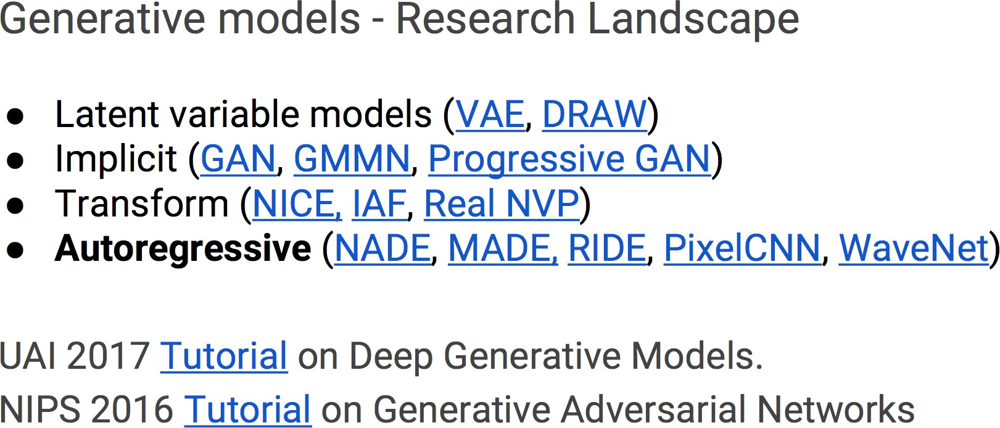 Generative models - Research Landscape
● Latent variable models (VAE, DRAW)
● Implicit (GAN, GMMN, Progressive GAN)
● Transform (NICE, IAF, Real NVP)
● Autoregressive (NADE, MADE, RIDE, PixelCNN, WaveNet)
UAI 2017 Tutorial on Deep Generative Models.
NIPS 2016 Tutorial on Generative Adversarial Networks